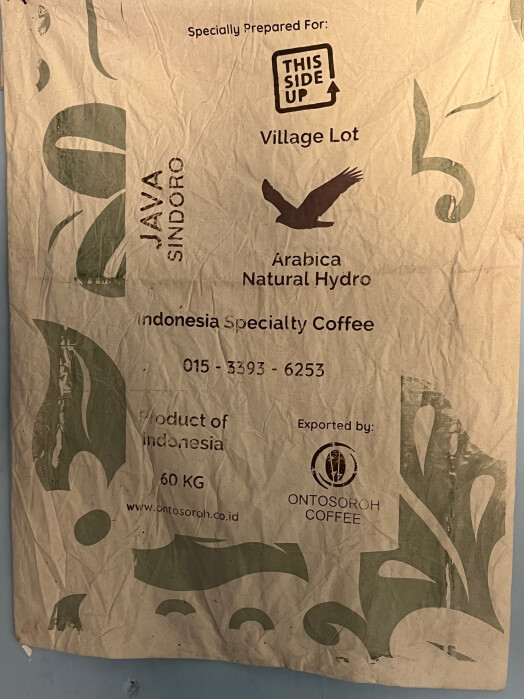 Specially Prepared For:
THIS
SIDE
UP
Village Lot
JAVA
SINDORO
Arabica
Natural Hydro
Indonesia Specialty Coffee
015 - 3393 - 6253
Product of
Indonesia
60 KG
www.ontosoroh.co.id
Exported by:
ONTOSOROH
COFFEE